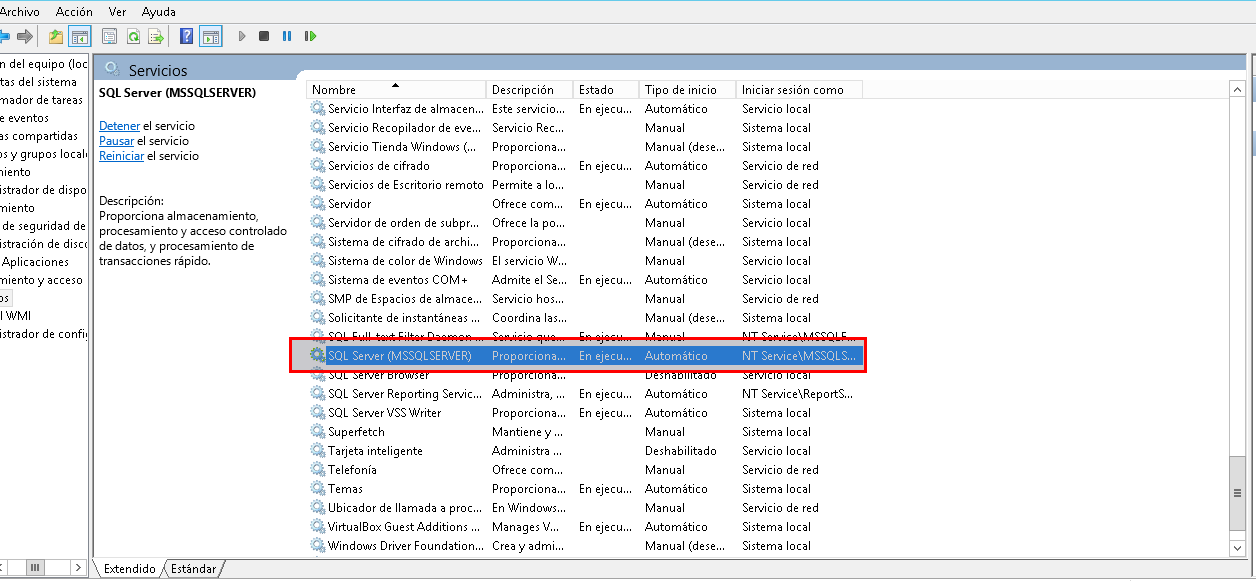 Archivo Acción Ver Ayuda
n del equipo (loc
tas del sistema
mador de tareas
e eventos
as compartidas
os y grupos local
miento
istrador de dispo
miento
de seguridad de
istración de disco
Aplicaciones
miento y acceso
os
l WMI
istrador de config
Servicios
SQL Server (MSSQLSERVER)
Detener el servicio
Pausar el servicio
Reiniciar el servicio
Descripción:
Proporciona almacenamiento,
procesamiento y acceso controlado
de datos, y procesamiento de
transacciones rápido.
Nombre Descripción Estado Tipo de inicio Iniciar sesión como
Servicio Interfaz de almacen... Este servicio... En ejecu... Automático Servicio local
Servicio Recopilador de eve... Servicio Rec... Manual Sistema local
Servicio Tienda Windows (... Proporciona... Manual (dese... Sistema local
Servicios de cifrado Proporciona... En ejecu... Automático Servicio de red
Servicios de Escritorio remoto Permite a lo... Manual Servicio de red
Servidor Ofrece com... En ejecu... Automático Sistema local
Servidor de orden de subpr... Ofrece la po... Manual Sistema local
Sistema de cifrado de archi... Proporciona... Manual (dese... Sistema local
Sistema de color de Windows El servicio W... Manual Servicio local
Sistema de eventos COM+ Admite el Se... En ejecu... Automático Servicio local
SMP de Espacios de almace... Servicio hos... Manual Servicio de red
Solicitante de instantáneas ... Coordina las... Manual (dese... Sistema local
SQL Full-text Filter Daemon ... Servicio que... En ejecu... Manual NT Service\MSSQLF...
SQL Server (MSSQLSERVER) Proporciona... En ejecu... Automático NT Service\MSSQLS...
SQL Server Browser Proporciona... Deshabilitado Servicio local
SQL Server Reporting Servic... Administra, ... En ejecu... Automático NT Service\ReportS...
SQL Server VSS Writer Proporciona... En ejecu... Automático Sistema local
Superfetch Mantiene y ... Manual Sistema local
Tarjeta inteligente Administra ... Deshabilitado Servicio local
Telefonía Ofrece com... Manual Servicio de red
Temas Proporciona... En ejecu... Automático Sistema local
Ubicador de llamada a proc... En Windows... Manual Servicio de red
VirtualBox Guest Additions ... Manages V... En ejecu... Automático Sistema local
Windows Driver Foundation... Crea y admi... Manual (dese... Sistema local
Extendido Estándar